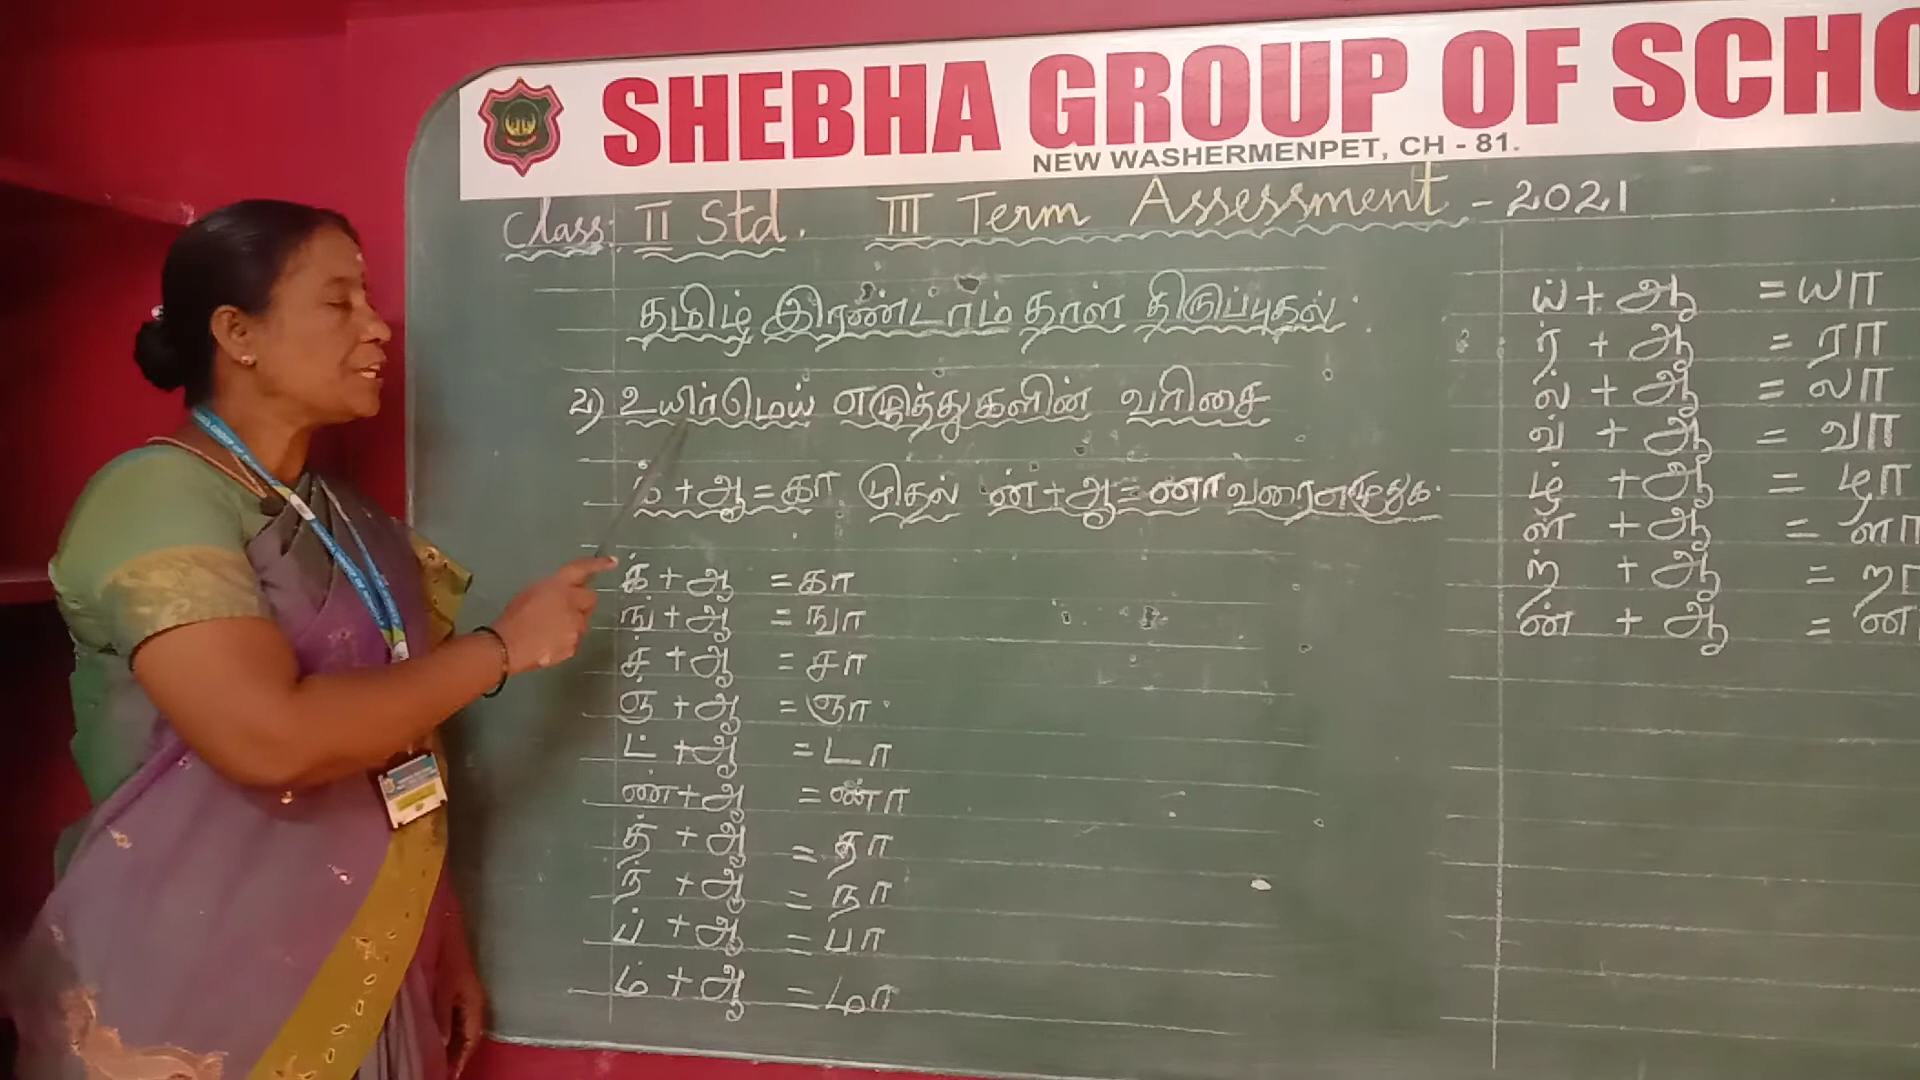 SHEBHA GROUP OF SCHO
NEW WASHERMENPET, CH - 81.
Class: II Std. III Term Assessment - 2021
தமிழ் இரண்டாம் தாள் திருப்புதல்.
2) உயிர்மெய் எழுத்துகளின் வரிசை
க் + ஆ = கா முதல் ன் + ஆ = னா வரை எழுதுக.
க் + ஆ = கா
ங் + ஆ = ஙா
ச் + ஆ = சா
ஞ் + ஆ = ஞா
ட் + ஆ = டா
ண் + ஆ = ணா
த் + ஆ = தா
ந் + ஆ = நா
ப் + ஆ = பா
ம் + ஆ = மா
ய் + ஆ = யா
ர் + ஆ = ரா
ல் + ஆ = லா
வ் + ஆ = வா
ழ் + ஆ = ழா
ள் + ஆ = ளா
ற் + ஆ = றா
ன் + ஆ = னா